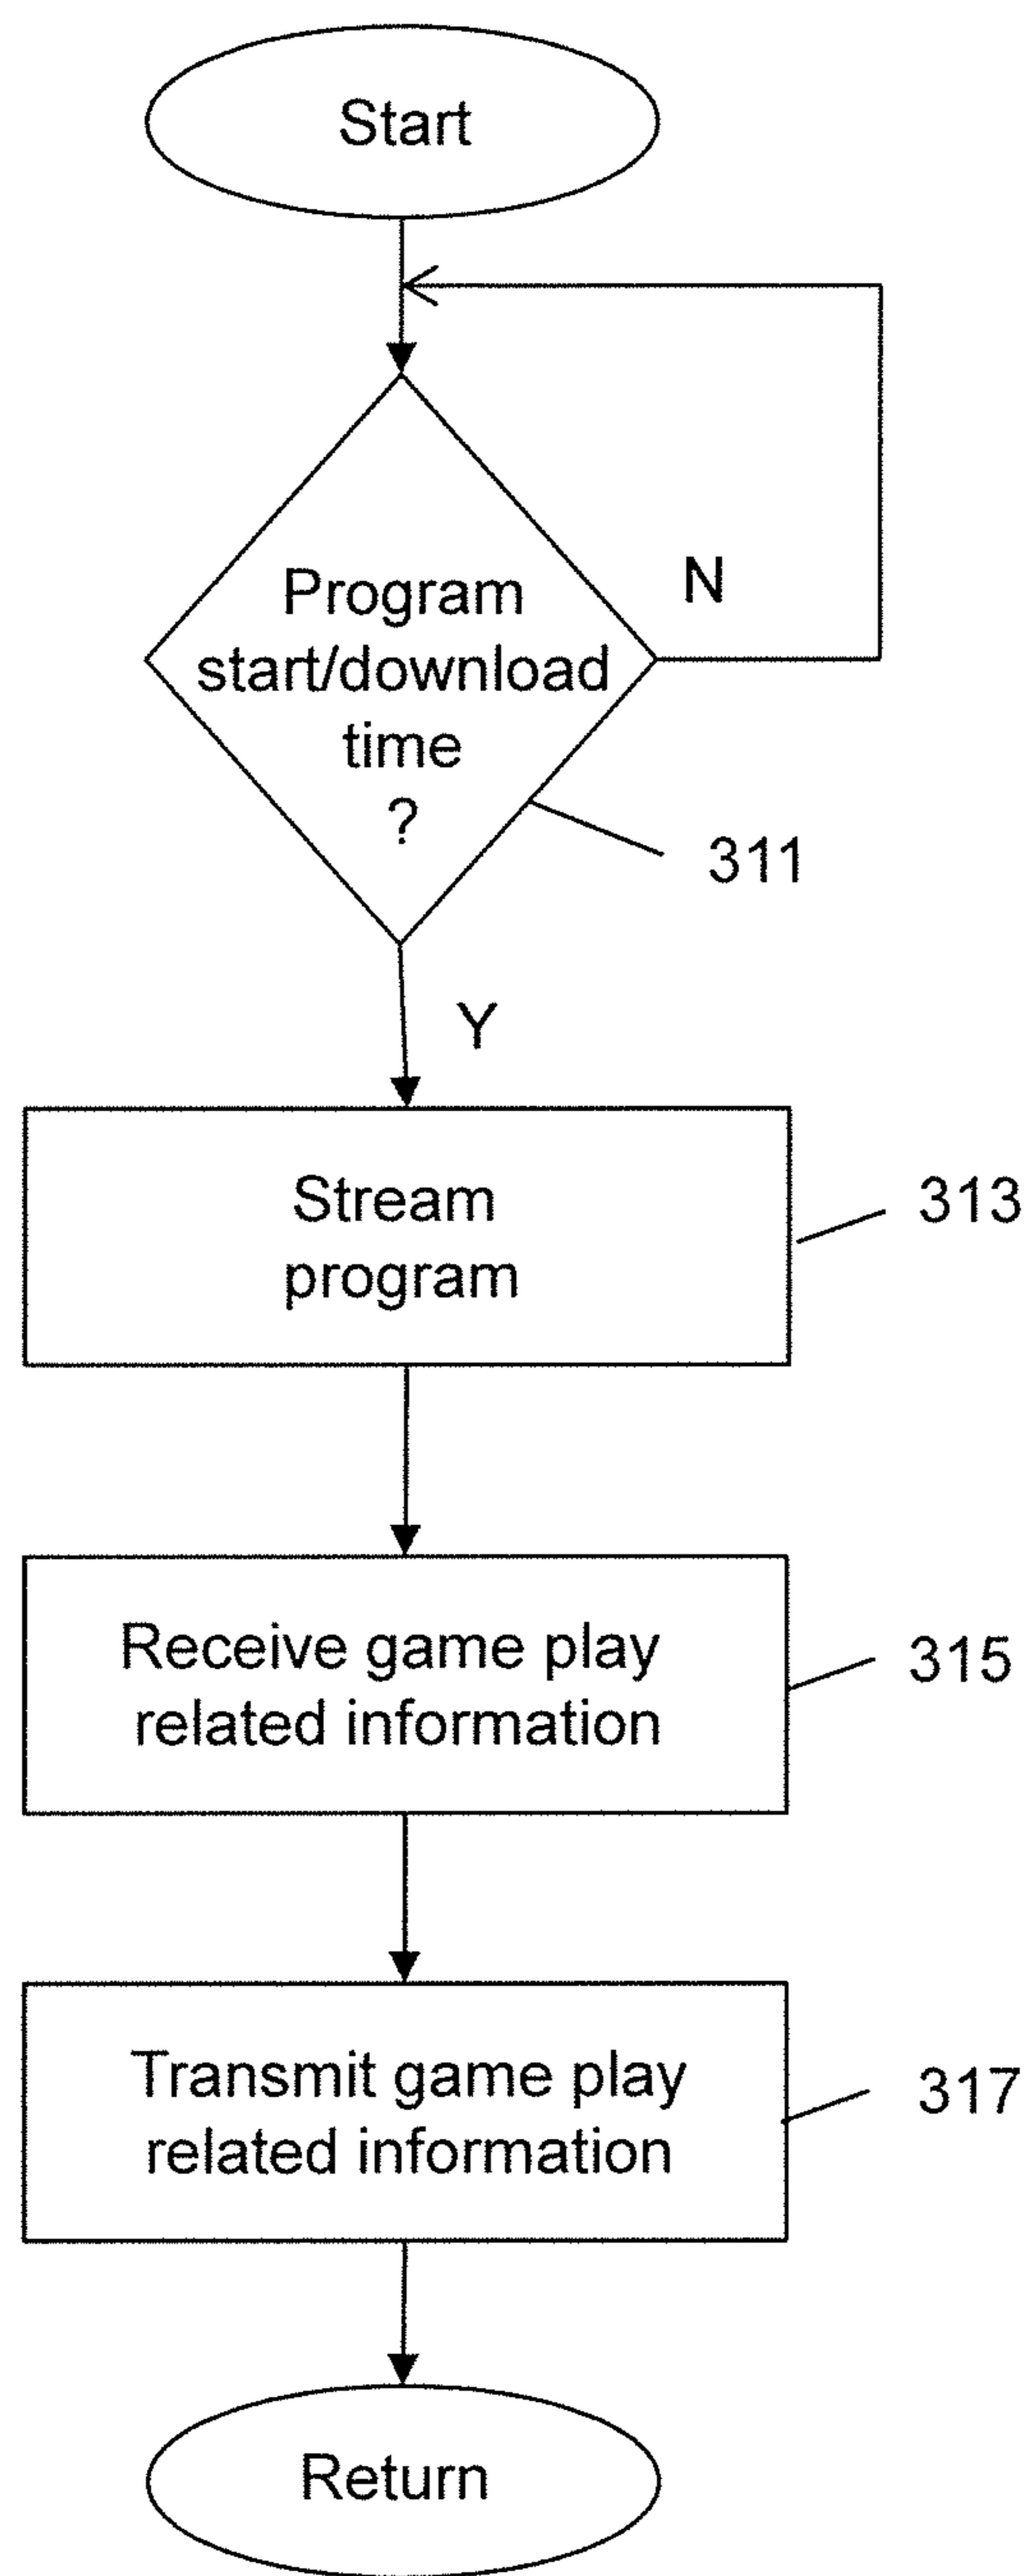 Start
Program
start/download
time
?
N
311
Y
Stream
program
313
Receive game play
related information
315
Transmit game play
related information
317
Return